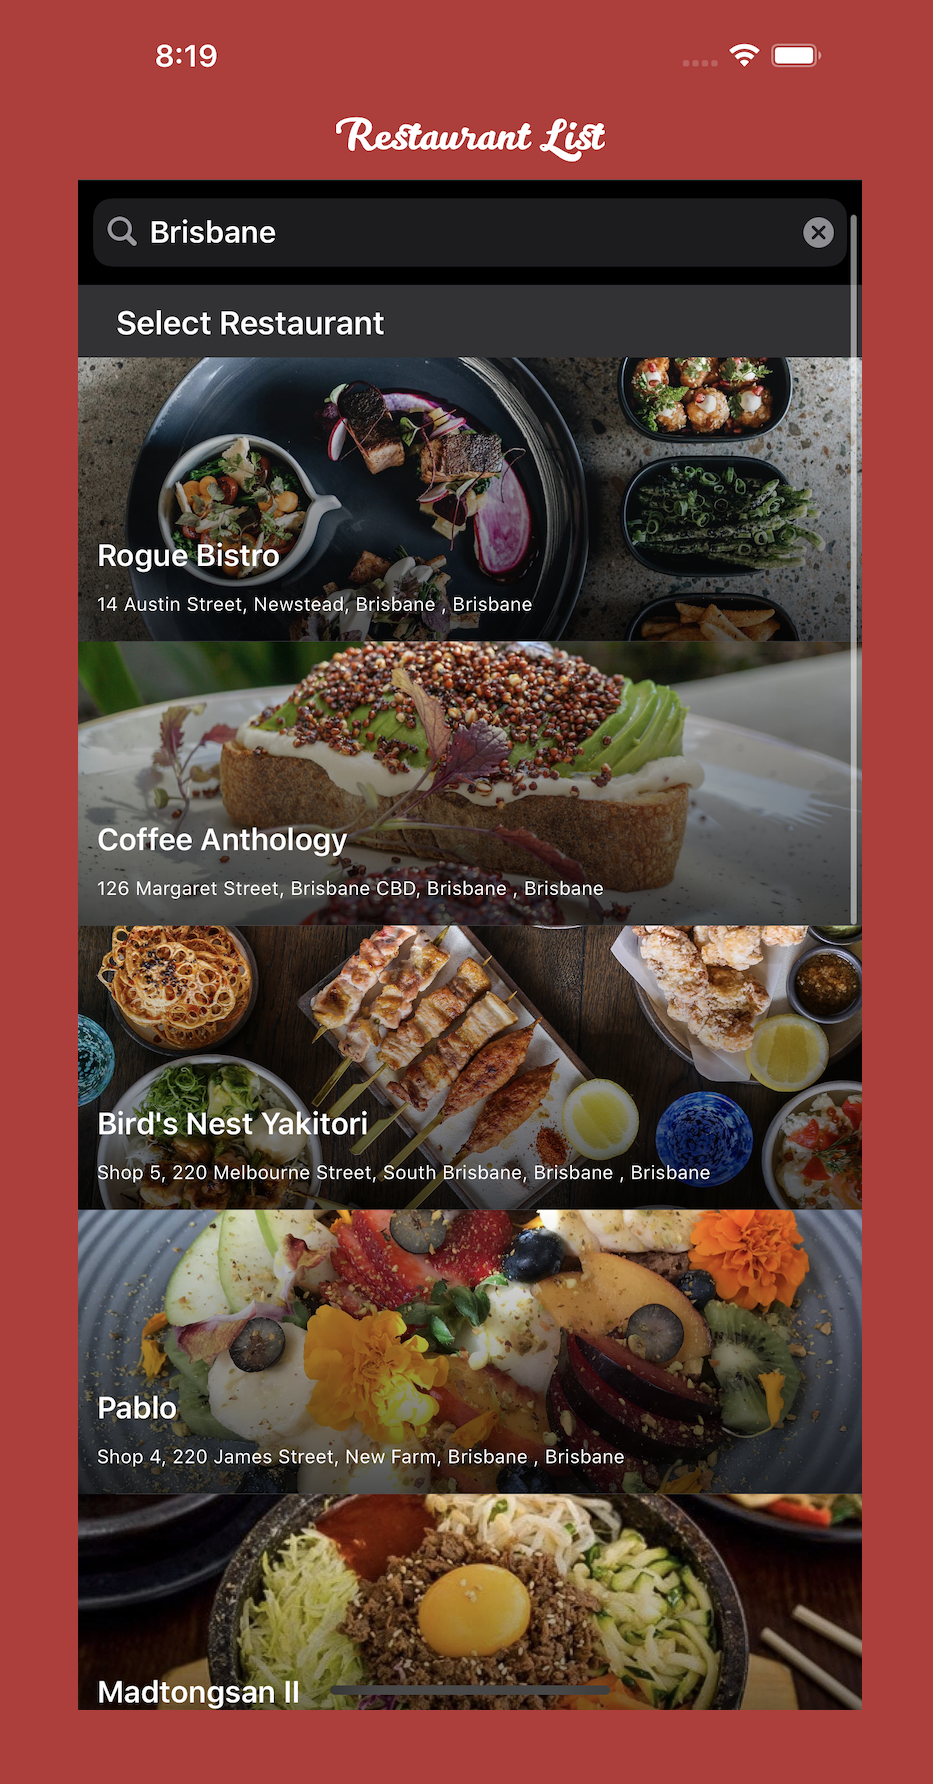 8:19
Restaurant List
Brisbane
Select Restaurant
Rogue Bistro
14 Austin Street, Newstead, Brisbane , Brisbane
Coffee Anthology
126 Margaret Street, Brisbane CBD, Brisbane , Brisbane
Bird's Nest Yakitori
Shop 5, 220 Melbourne Street, South Brisbane, Brisbane , Brisbane
Pablo
Shop 4, 220 James Street, New Farm, Brisbane , Brisbane
Madtongsan II